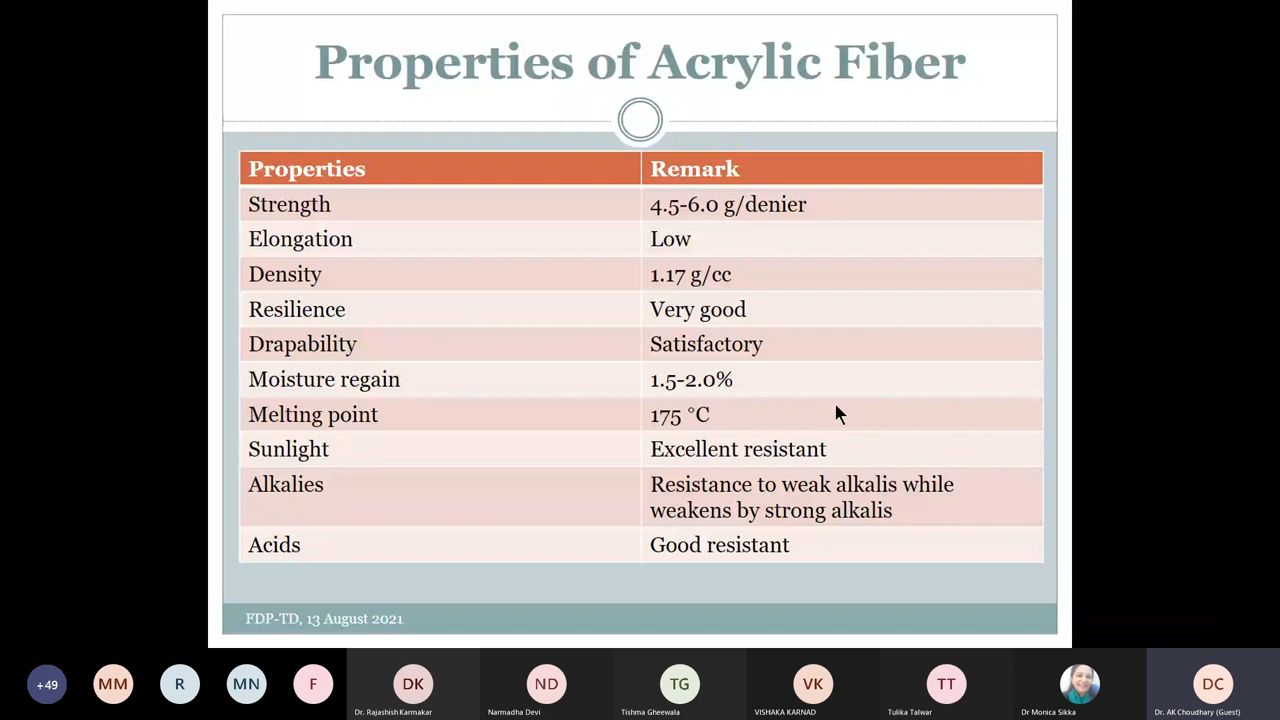 Properties of Acrylic Fiber
Properties Remark
Strength 4.5-6.0 g/denier
Elongation Low
Density 1.17 g/cc
Resilience Very good
Drapability Satisfactory
Moisture regain 1.5-2.0%
Melting point 175 °C
Sunlight Excellent resistant
Alkalies Resistance to weak alkalis while
weakens by strong alkalis
Acids Good resistant
FDP-TD, 13 August 2021
+49 MM R MN F DK ND TG VK TT DC
Dr. Rajashish Karmakar Narmadha Devi Tishma Gheewala VISHAKA KARNAD Tulika Talwar Dr Monica Sikka Dr. AK Choudhary (Guest)